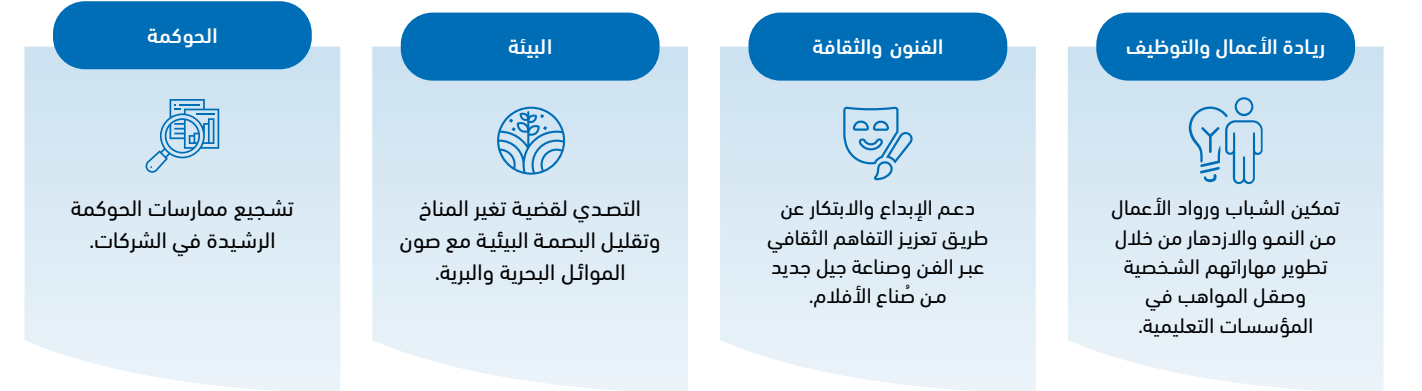 ريادة الأعمال والتوظيف
تمكين الشباب ورواد الأعمال
من النمو والازدهار من خلال
تطوير مهاراتهم الشخصية
وصقل المواهب في
المؤسسات التعليمية.
الفنون والثقافة
دعم الإبداع والابتكار عن
طريق تعزيز التفاهم الثقافي
عبر الفن وصناعة جيل جديد
من صُناع الأفلام.
البيئة
التصدي لقضية تغير المناخ
وتقليل البصمة البيئية مع صون
الموائل البحرية والبرية.
الحوكمة
تشجيع ممارسات الحوكمة
الرشيدة في الشركات.